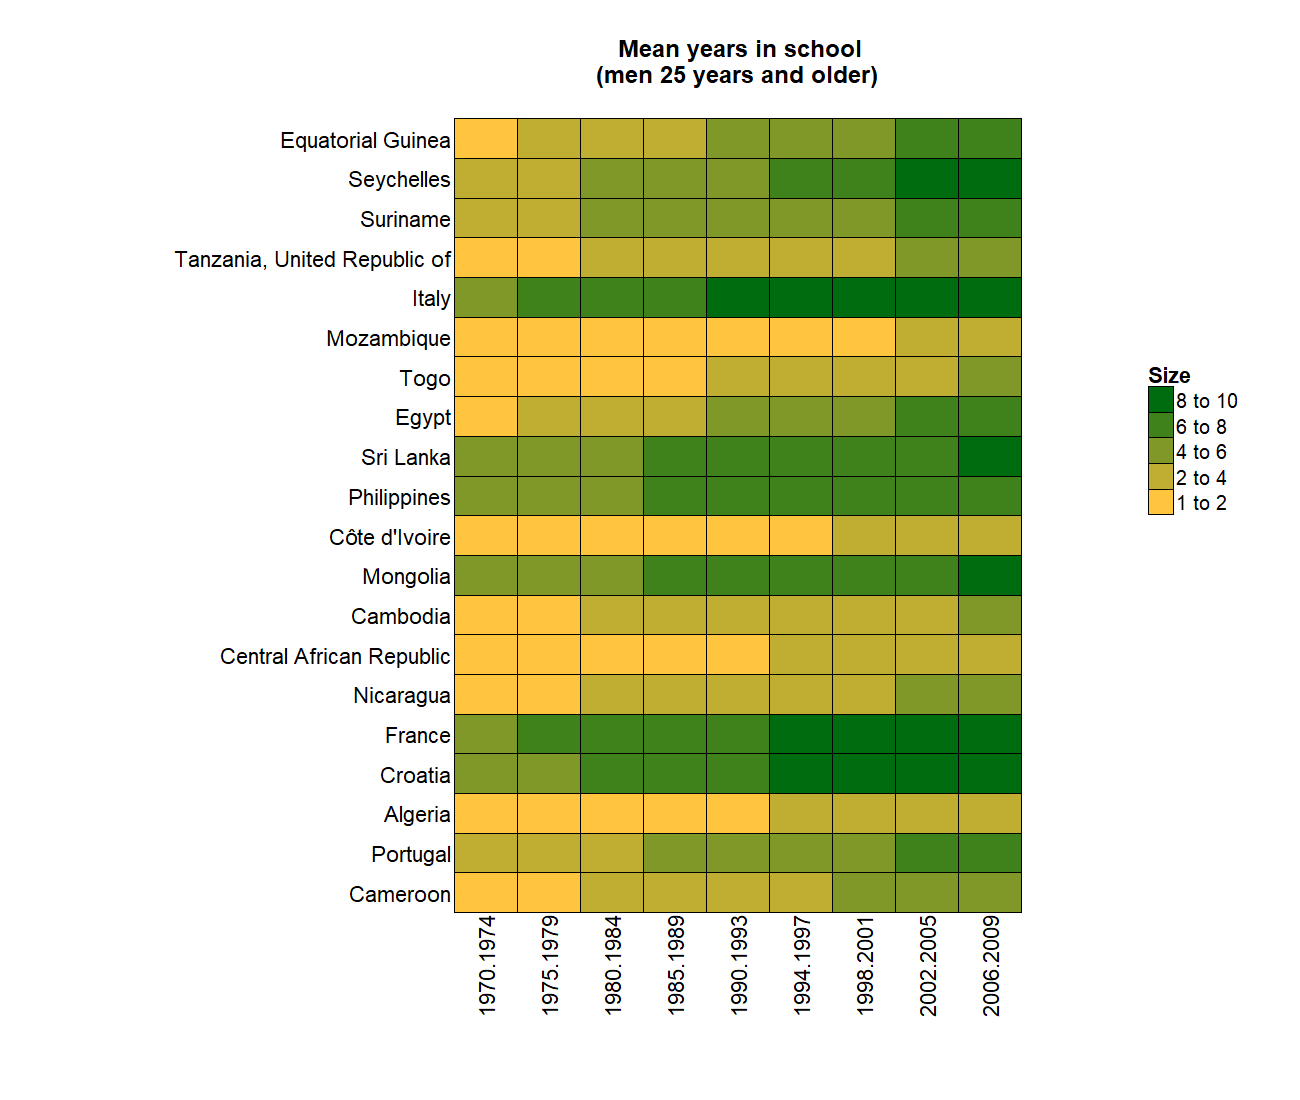 Mean years in school
(men 25 years and older)
Equatorial Guinea
Seychelles
Suriname
Tanzania, United Republic of
Italy
Mozambique
Togo
Egypt
Sri Lanka
Philippines
Côte d'Ivoire
Mongolia
Cambodia
Central African Republic
Nicaragua
France
Croatia
Algeria
Portugal
Cameroon
1970.1974
1975.1979
1980.1984
1985.1989
1990.1993
1994.1997
1998.2001
2002.2005
2006.2009
Size
8 to 10
6 to 8
4 to 6
2 to 4
1 to 2